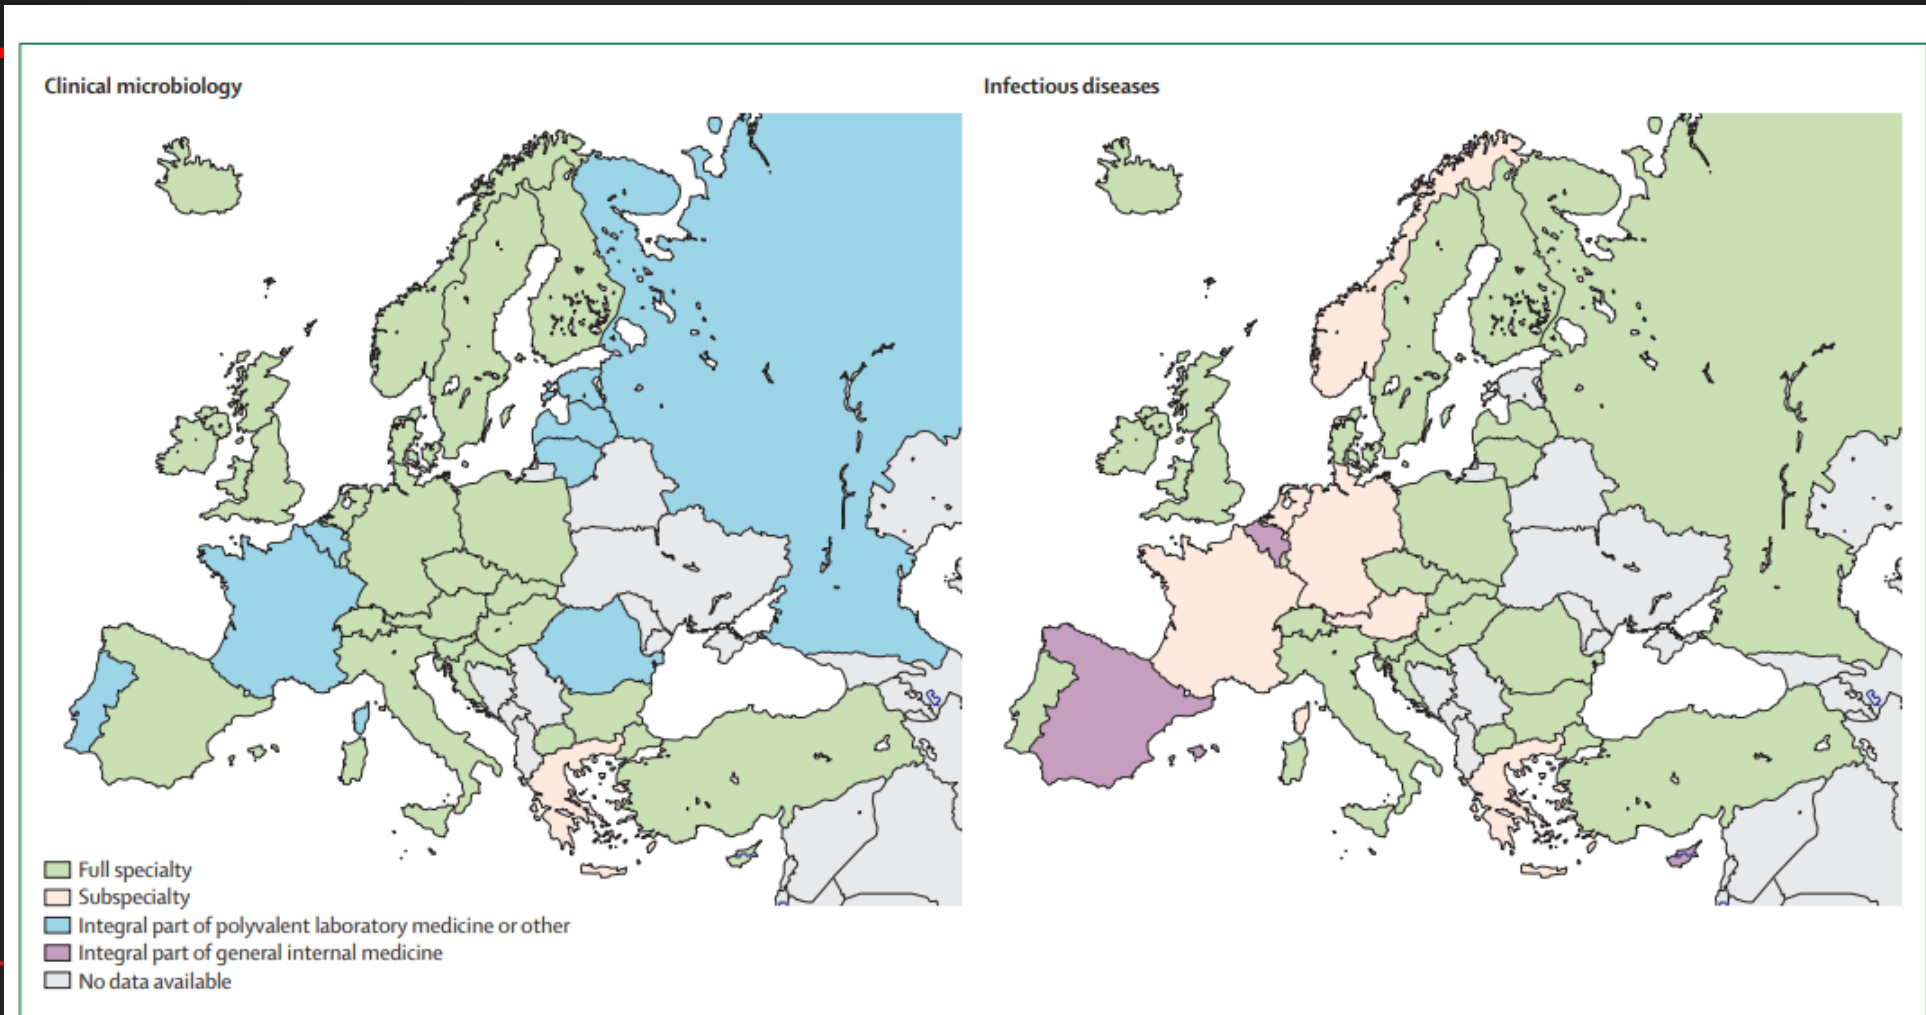 Clinical microbiology
Infectious diseases
Full specialty
Subspecialty
Integral part of polyvalent laboratory medicine or other
Integral part of general internal medicine
No data available